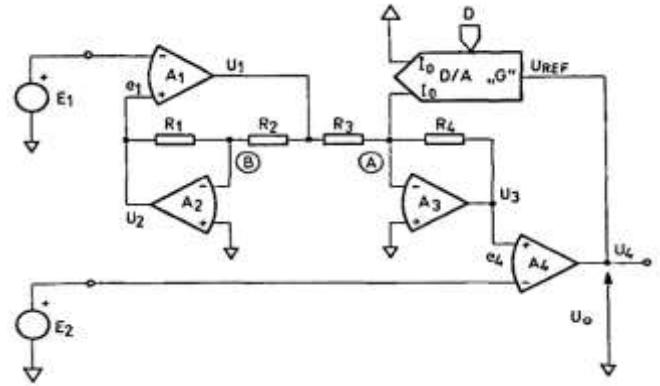 D
I₀
D/A „G"
I₀
U_REF
A₁
U₁
e₁
E₁
R₁
R₂
R₃
R₄
B
A
A₂
U₂
A₃
U₃
e₄
A₄
U₄
E₂
U₀